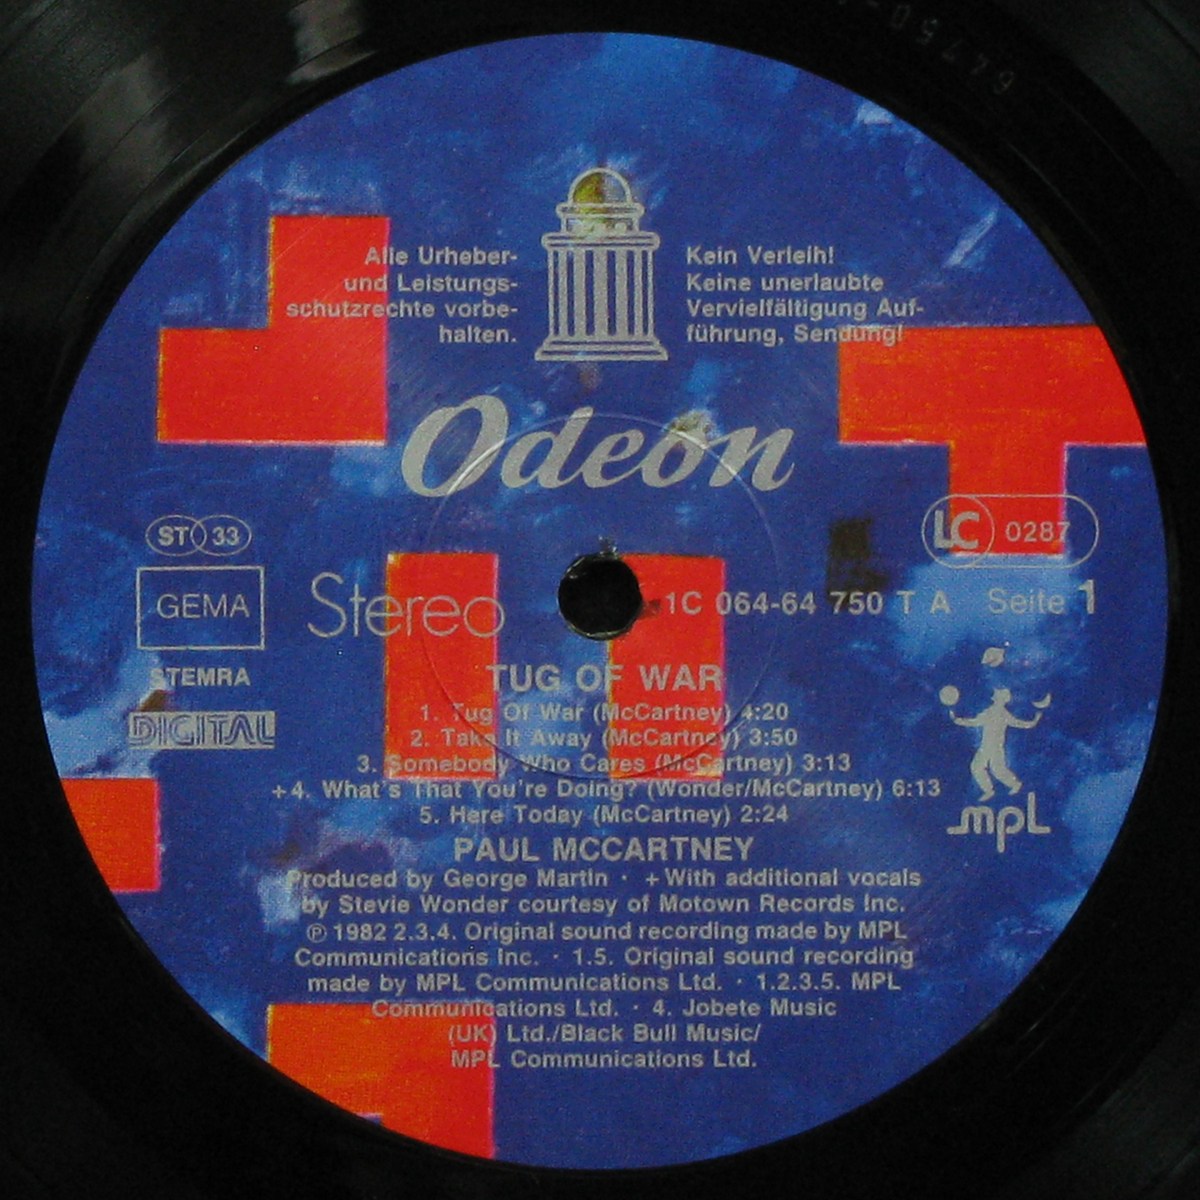 Alle Urheber-
und Leistungs-
schutzrechte vorbe-
halten.
Kein Verleih!
Keine unerlaubte
Vervielfältigung Auf-
führung, Sendung!
Odeon
ST 33
LC 0287
GEMA
Stereo
1C 064-64 750 T A Seite 1
STEMRA
DIGITAL
TUG OF WAR
1. Tug Of War (McCartney) 4:20
2. Take It Away (McCartney) 3:50
3. Somebody Who Cares (McCartney) 3:13
+4. What's That You're Doing? (Wonder/McCartney) 6:13
5. Here Today (McCartney) 2:24
mpL
PAUL MCCARTNEY
Produced by George Martin · +With additional vocals
by Stevie Wonder courtesy of Motown Records Inc.
℗ 1982 2.3.4. Original sound recording made by MPL
Communications Inc. · 1.5. Original sound recording
made by MPL Communications Ltd. · 1.2.3.5. MPL
Communications Ltd. · 4. Jobete Music
(UK) Ltd./Black Bull Music/
MPL Communications Ltd.